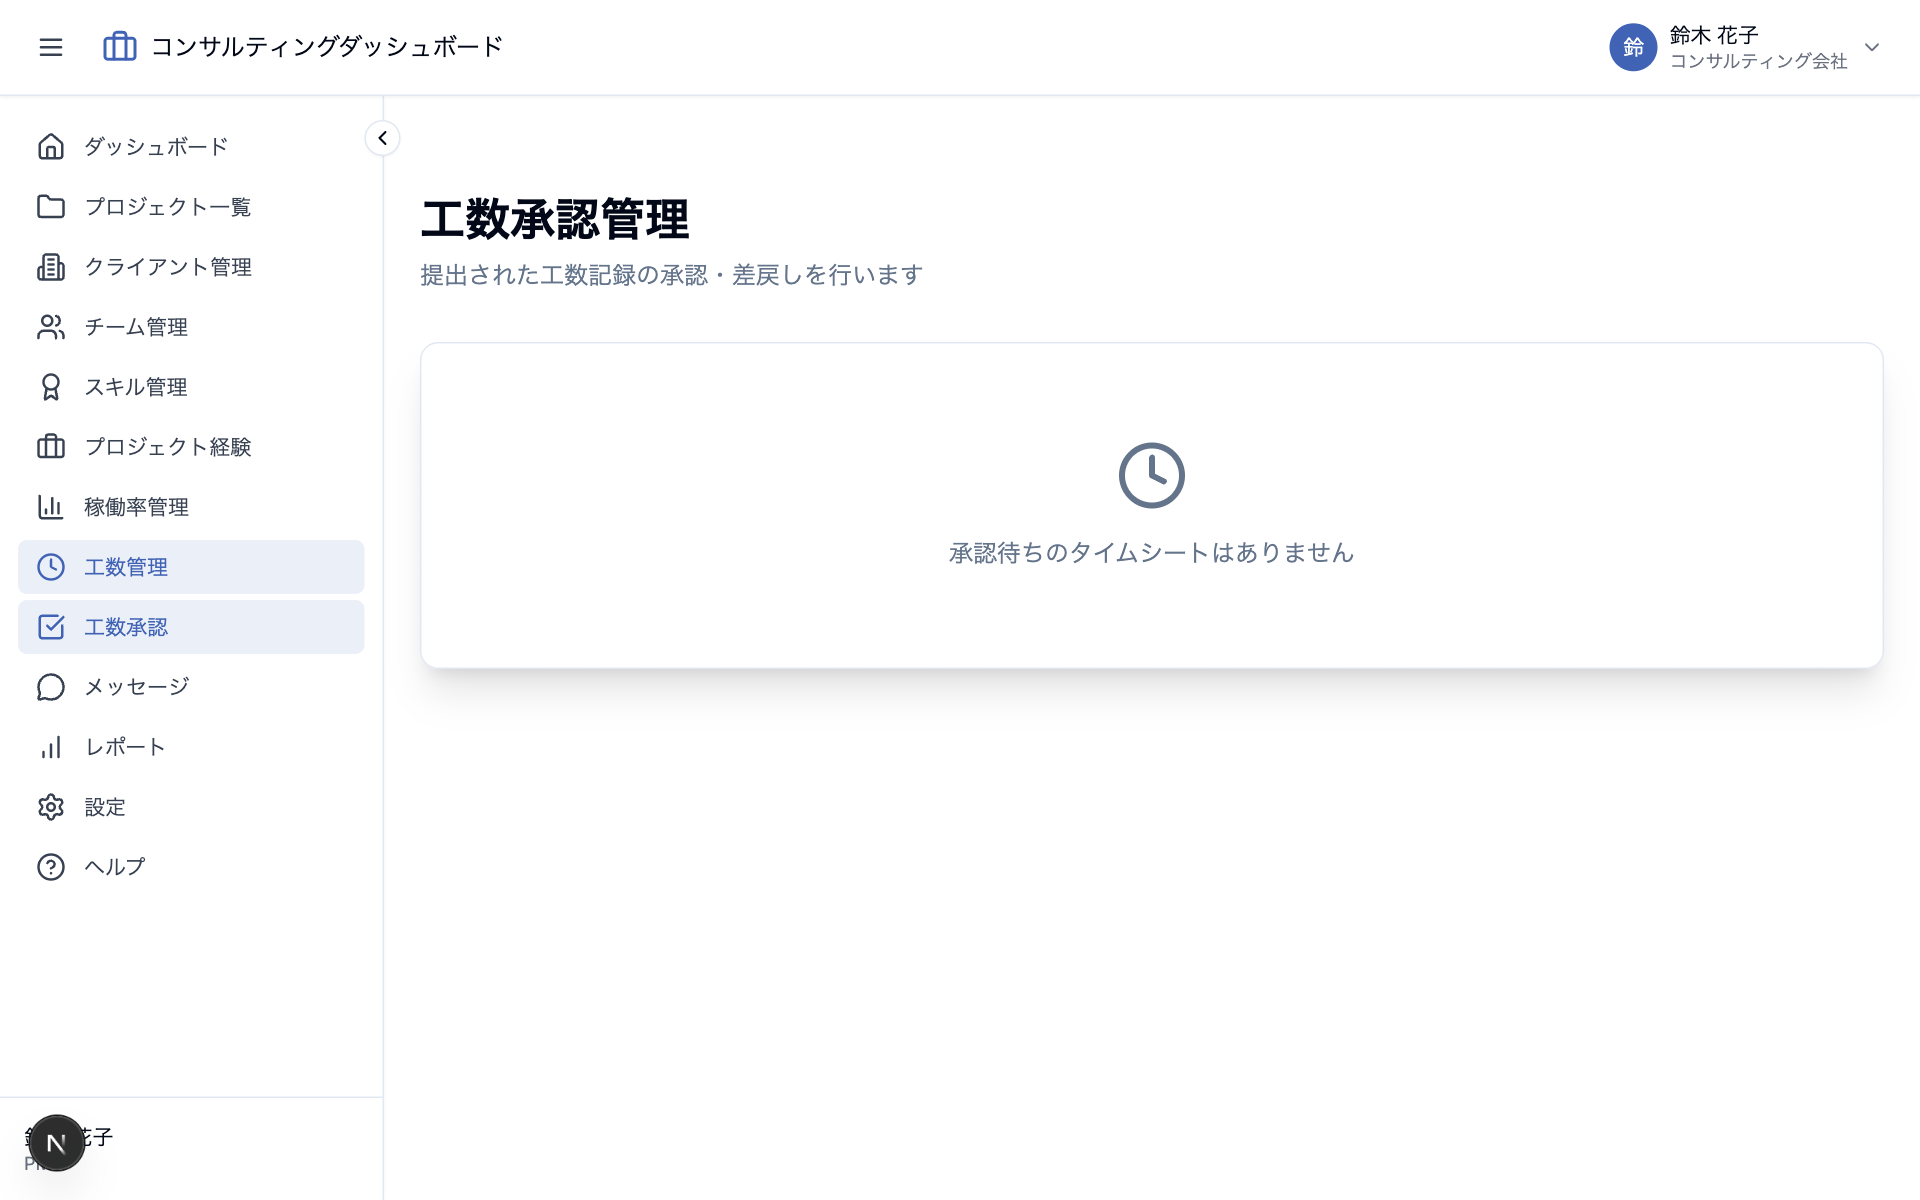 コンサルティングダッシュボード
鈴
鈴木 花子
コンサルティング会社
ダッシュボード
プロジェクト一覧
クライアント管理
チーム管理
スキル管理
プロジェクト経験
稼働率管理
工数管理
工数承認
メッセージ
レポート
設定
ヘルプ
工数承認管理
提出された工数記録の承認・差戻しを行います
承認待ちのタイムシートはありません
花子
N